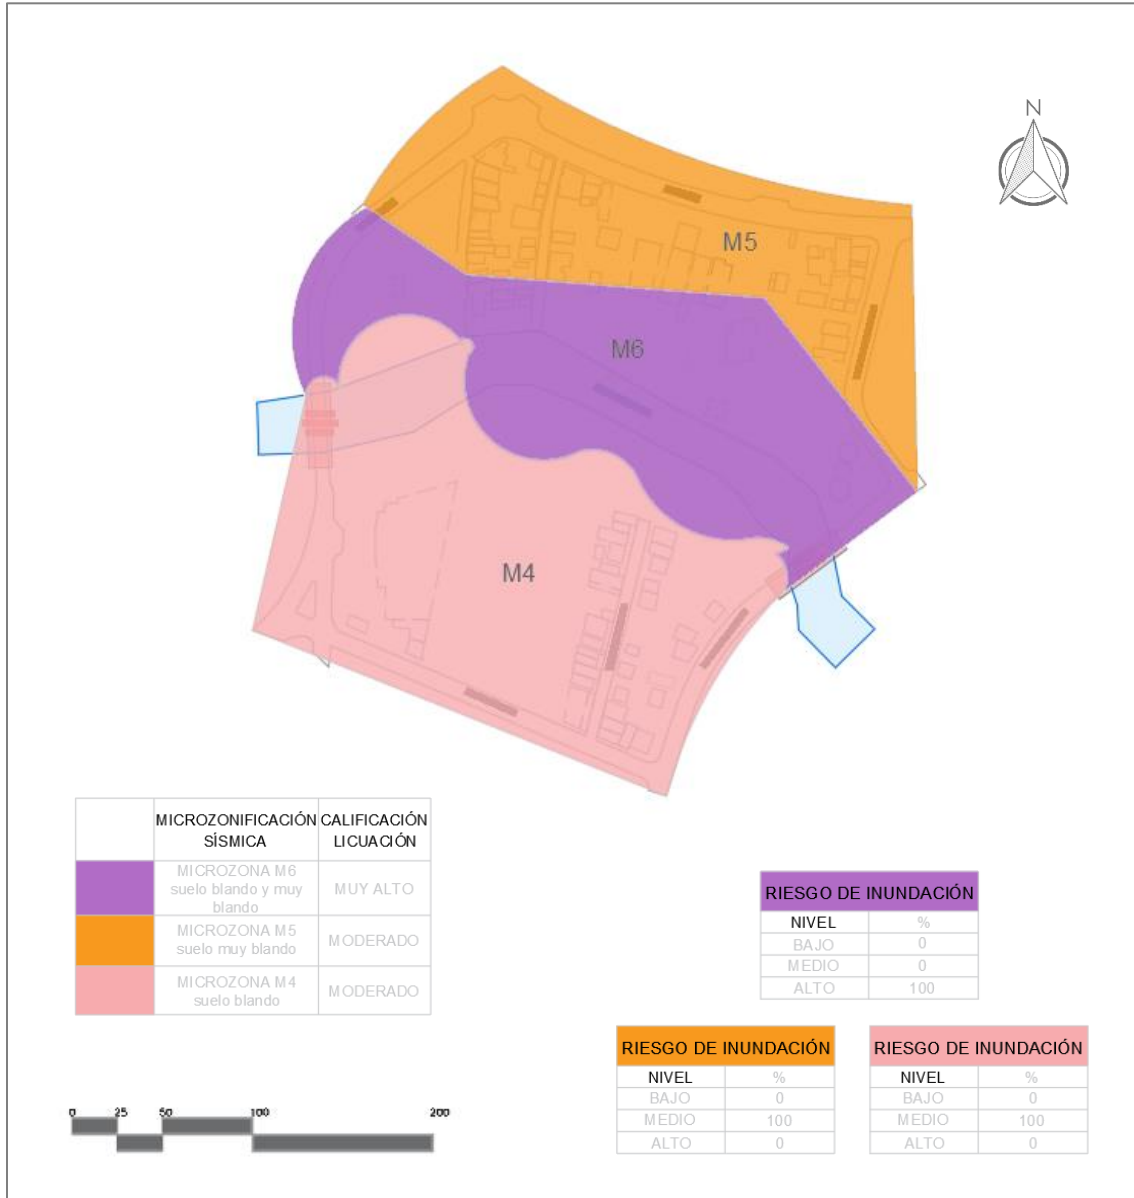 N
M5
M6
M4
MICROZONIFICACIÓN SÍSMICA
CALIFICACIÓN LICUACIÓN
MICROZONA M6
suelo blando y muy blando
MUY ALTO
MICROZONA M5
suelo muy blando
MODERADO
MICROZONA M4
suelo blando
MODERADO
RIESGO DE INUNDACIÓN
NIVEL %
BAJO 0
MEDIO 0
ALTO 100
RIESGO DE INUNDACIÓN
NIVEL %
BAJO 0
MEDIO 100
ALTO 0
RIESGO DE INUNDACIÓN
NIVEL %
BAJO 0
MEDIO 100
ALTO 0
0 25 50 100 200